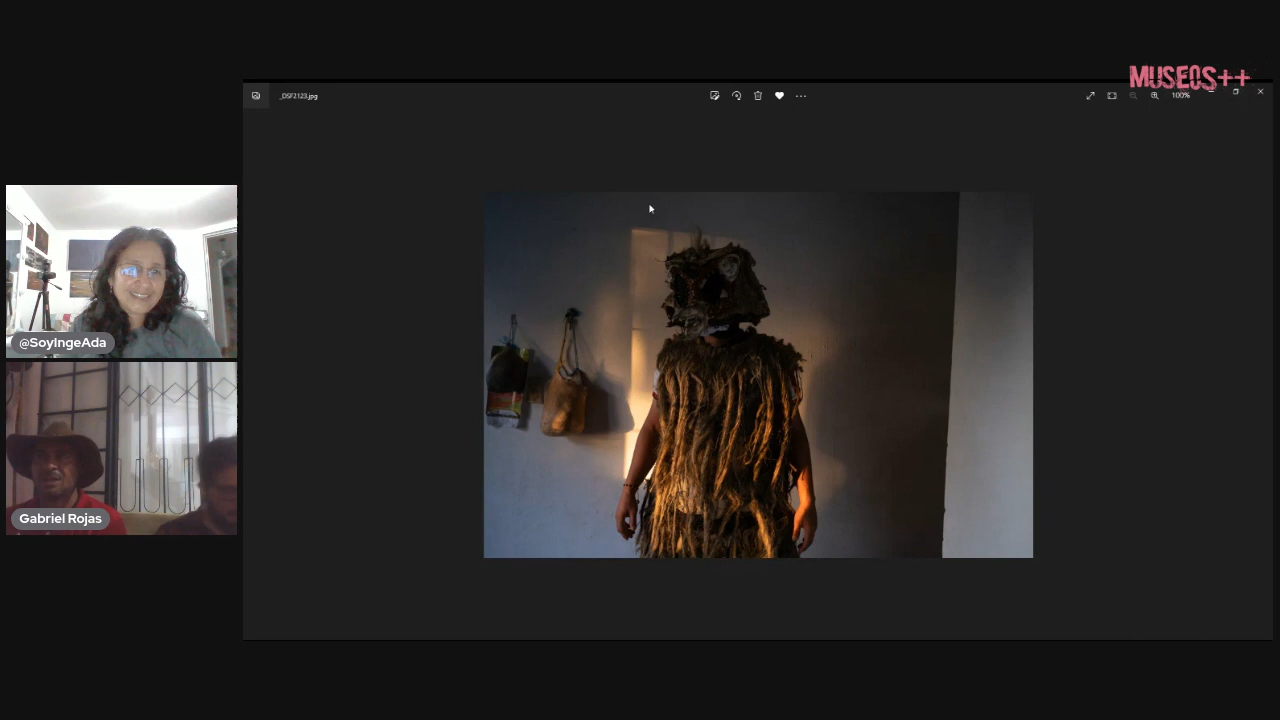 MUSEOS++
_DSF2123.jpg
100%
@SoyIngeAda
Gabriel Rojas